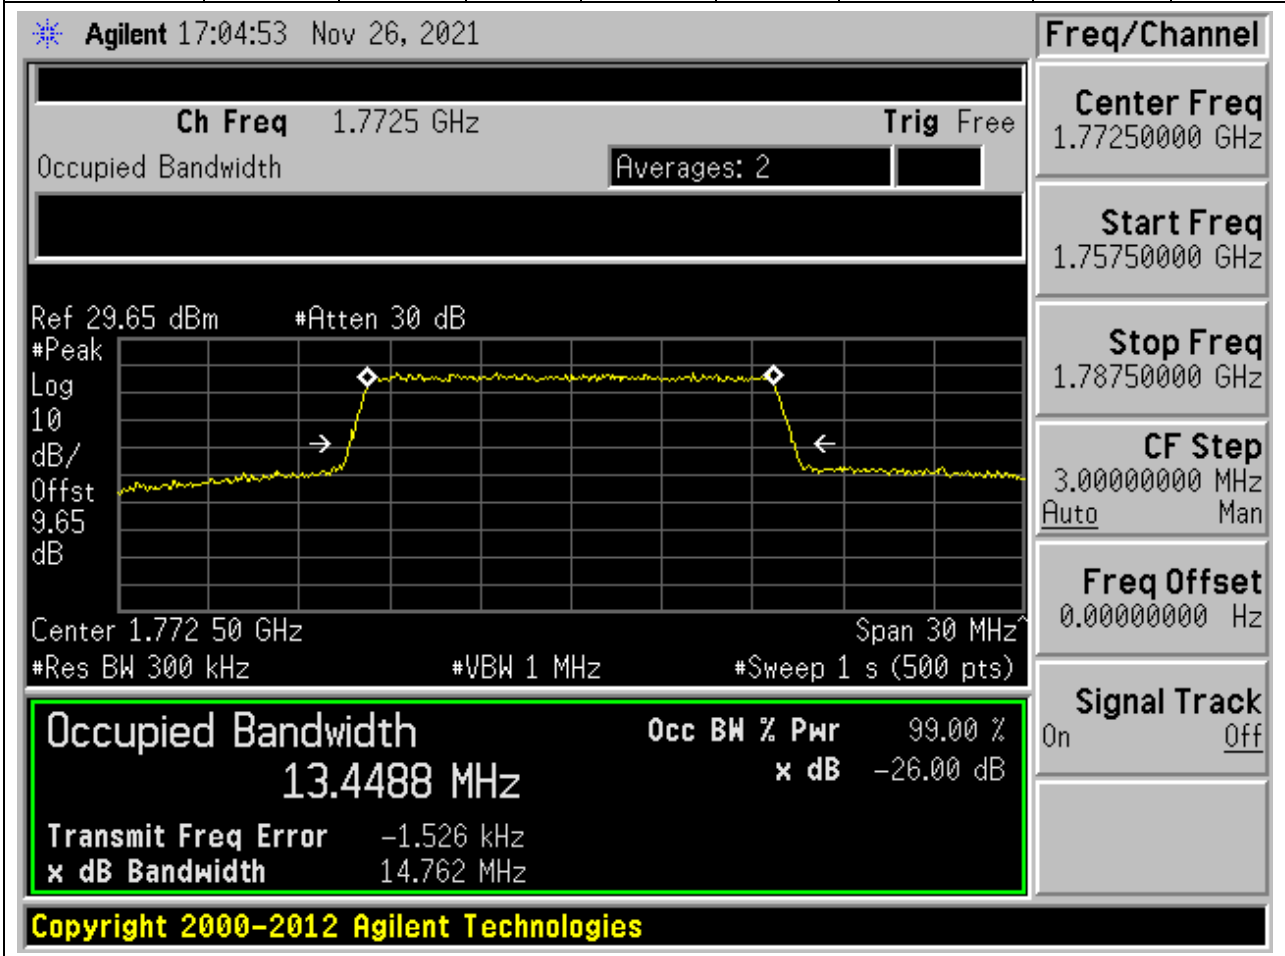 Agilent 17:04:53 Nov 26, 2021
Freq/Channel
Ch Freq 1.7725 GHz
Trig Free
Occupied Bandwidth
Averages: 2
Center Freq
1.77250000 GHz
Start Freq
1.75750000 GHz
Stop Freq
1.78750000 GHz
CF Step
3.00000000 MHz
Auto Man
Freq Offset
0.00000000 Hz
Signal Track
On Off
Ref 29.65 dBm #Atten 30 dB
#Peak
Log
10
dB/
Offst
9.65
dB
Center 1.772 50 GHz Span 30 MHz^
#Res BW 300 kHz #VBW 1 MHz #Sweep 1 s (500 pts)
Occupied Bandwidth
13.4488 MHz
Occ BW % Pwr 99.00 %
x dB -26.00 dB
Transmit Freq Error -1.526 kHz
x dB Bandwidth 14.762 MHz
Copyright 2000-2012 Agilent Technologies